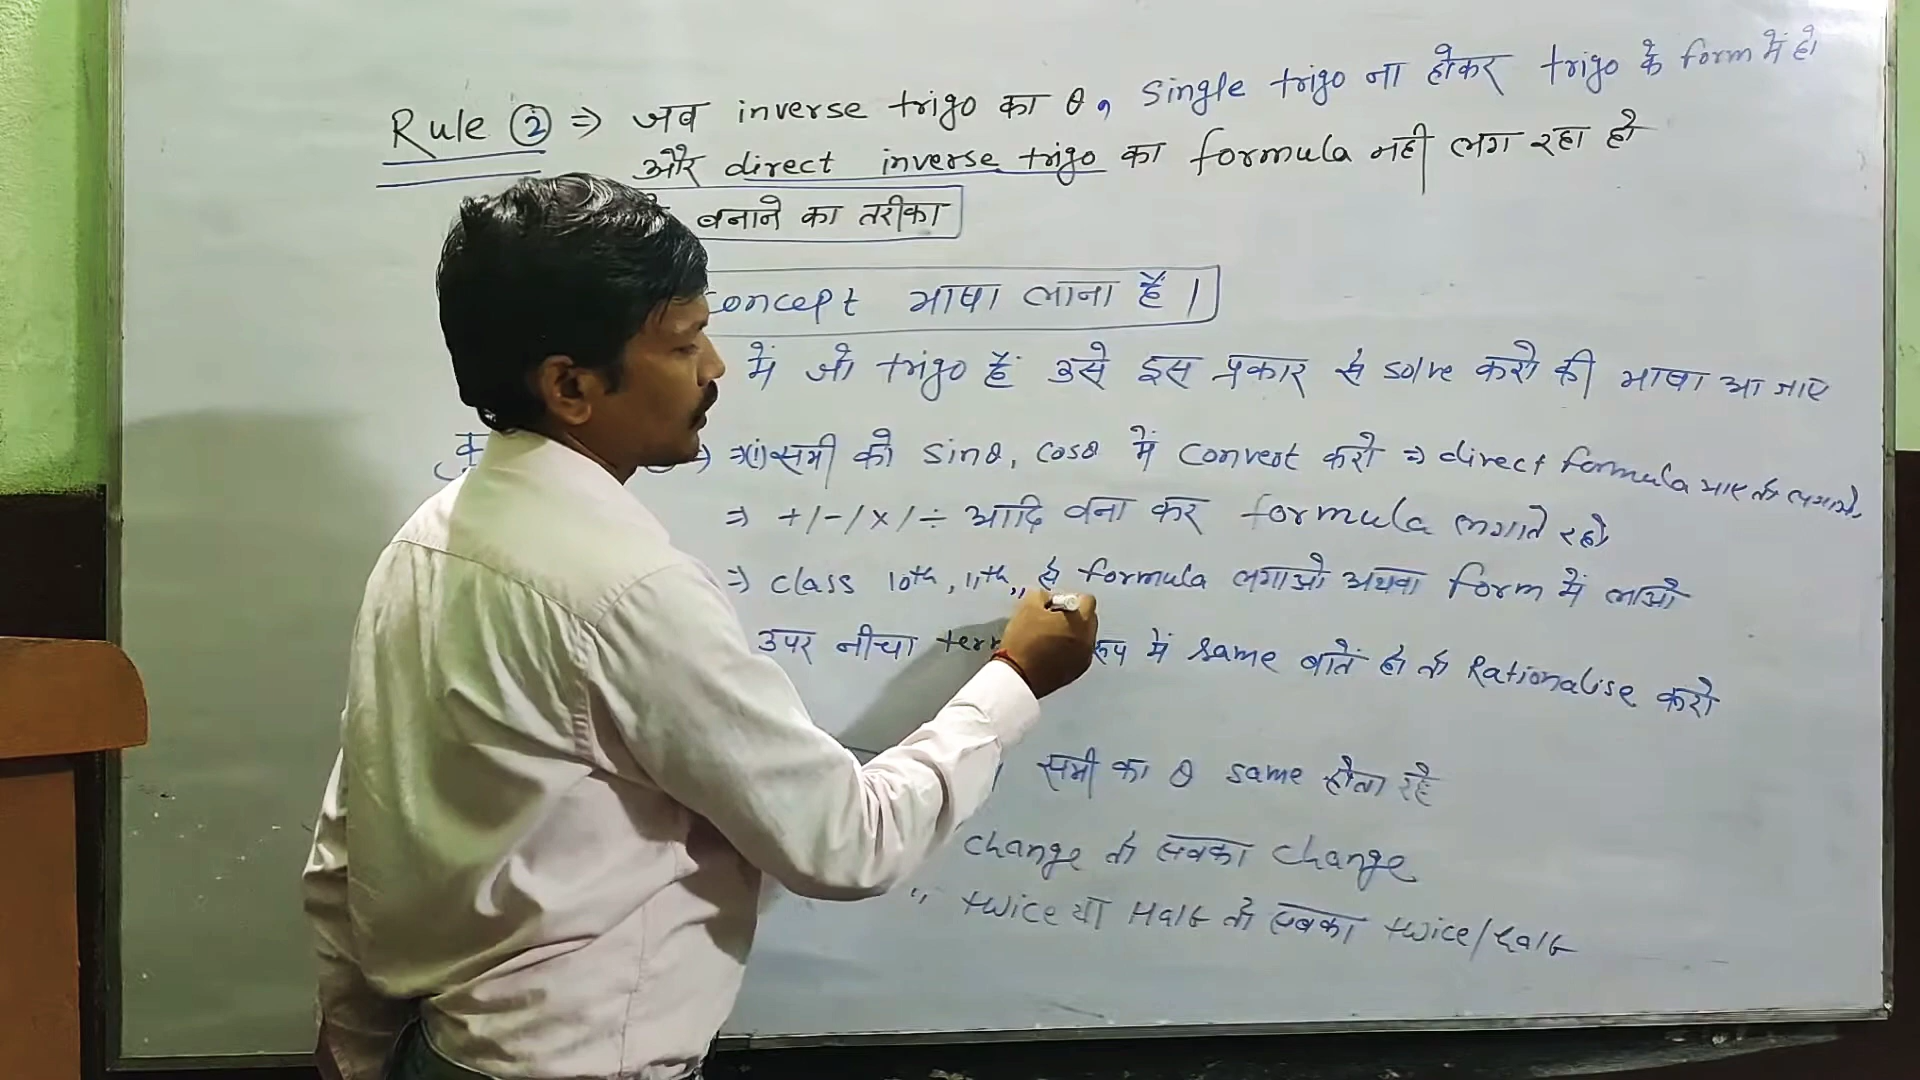 Rule ② ⇒ जब inverse trigo का θ, single trigo ना होकर trigo के form में हो
और direct inverse trigo का formula नहीं लग रहा हो
बनाने का तरीका
concept भाषा लाना है।
में जो trigo है उसे इस प्रकार से solve करो की भाषा आ जाए
⇒(i) सभी को sinθ, cosθ में convert करो ⇒ direct formula आए तो लगाओ,
⇒ +/-/×/÷ आदि बना कर formula लगाते रहो
⇒ class 10th, 11th,, से formula लगाओ अथवा form में लाओ
उपर नीचा में same बातें हो तो Rationalise करो
सभी का θ same होता रहे
change तो सबका change
" twice या Half तो सबका twice/half